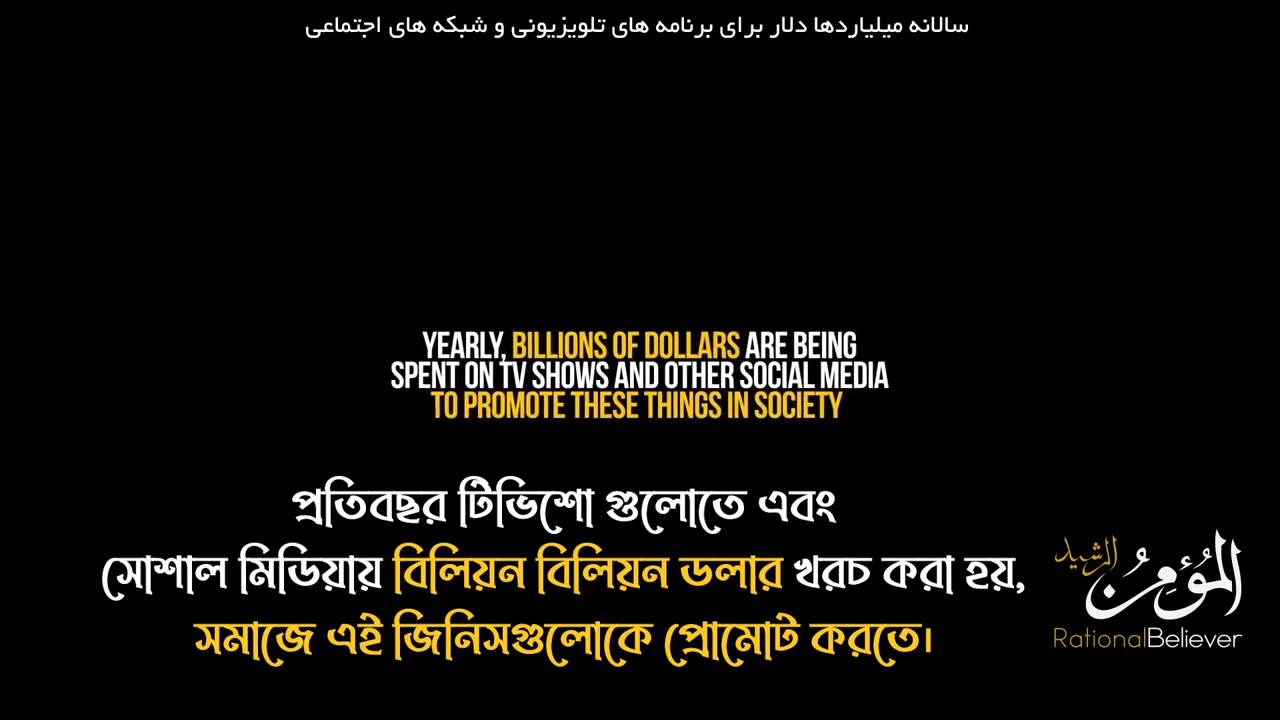 سالانه میلیاردها دلار برای برنامه های تلویزیونی و شبکه های اجتماعی
YEARLY, BILLIONS OF DOLLARS ARE BEING
SPENT ON TV SHOWS AND OTHER SOCIAL MEDIA
TO PROMOTE THESE THINGS IN SOCIETY
প্রতিবছর টিভিশো গুলোতে এবং
সোশাল মিডিয়ায় বিলিয়ন বিলিয়ন ডলার খরচ করা হয়,
সমাজে এই জিনিসগুলোকে প্রোমোট করতে।
المُؤمِنُ الرشيد
RationalBeliever